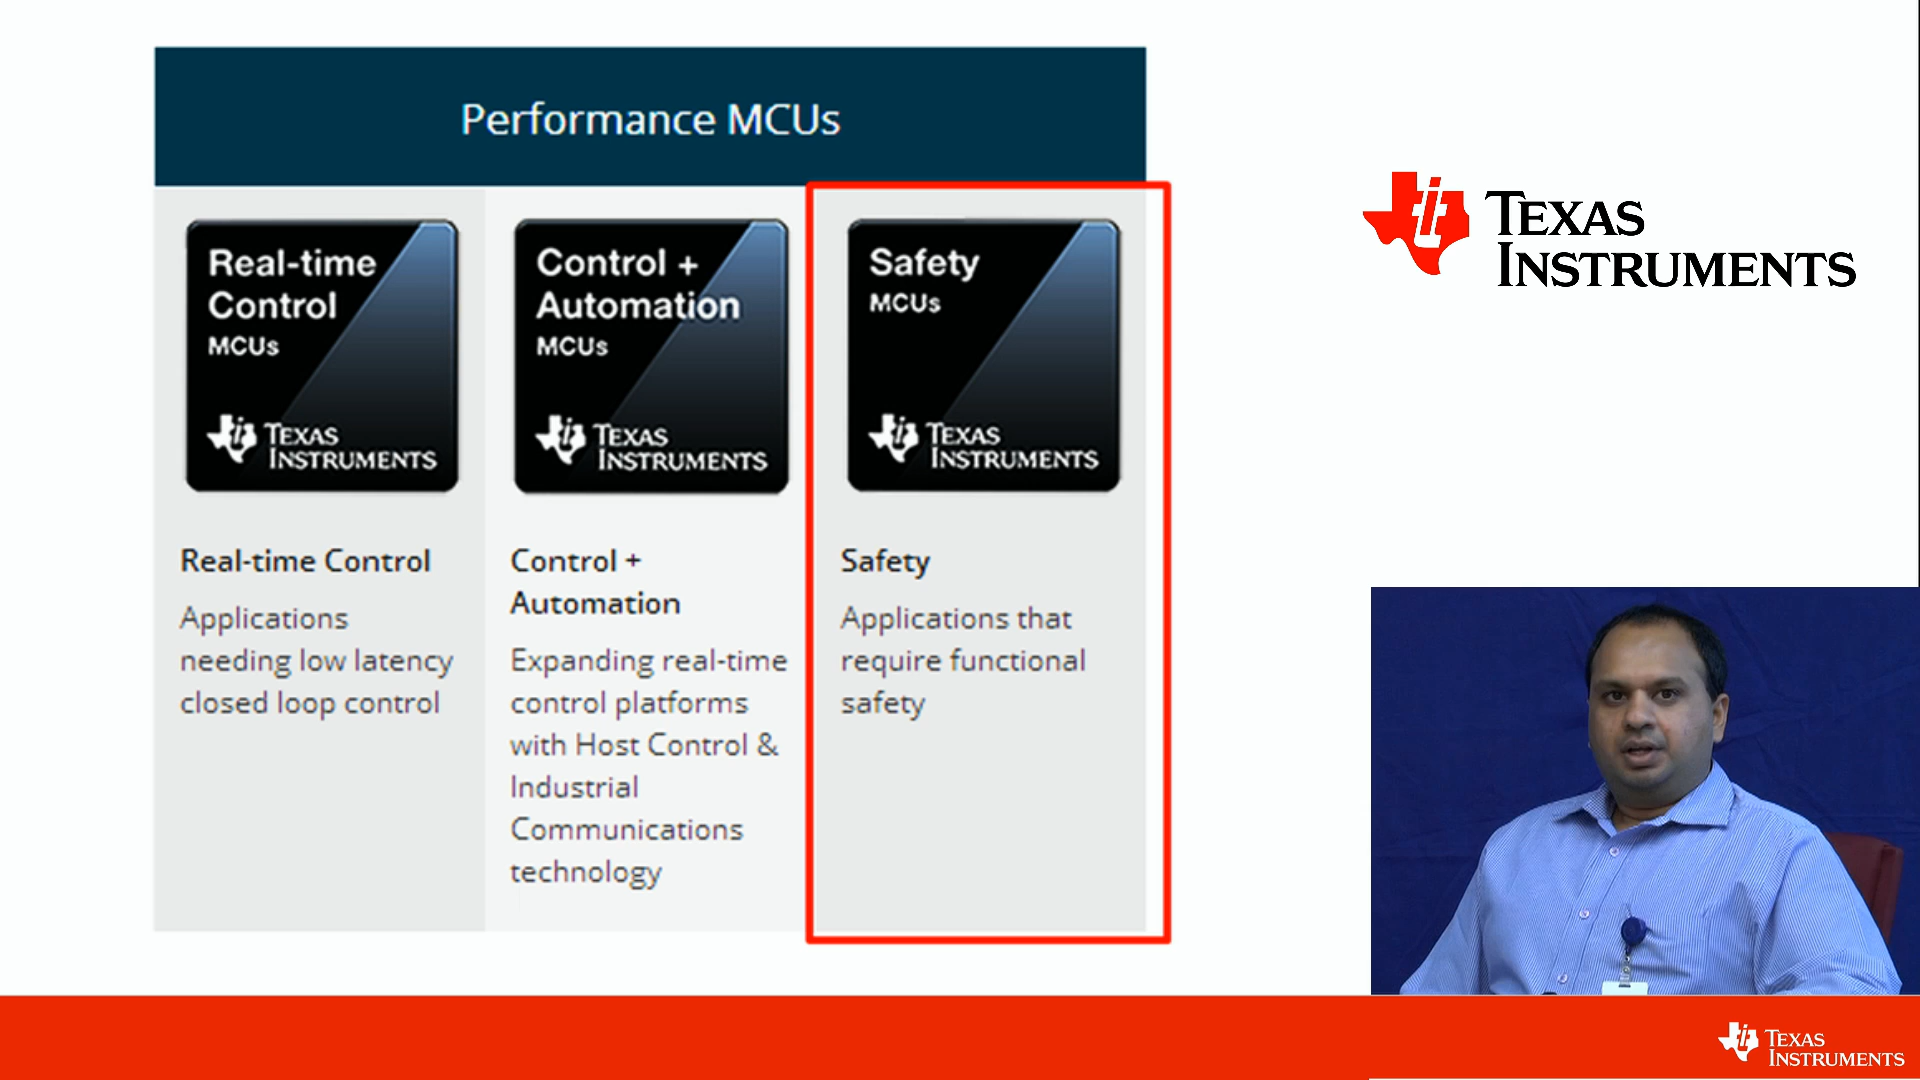 Performance MCUs
Real-time
Control
MCUs
TEXAS
INSTRUMENTS
Control +
Automation
MCUs
TEXAS
INSTRUMENTS
Safety
MCUs
TEXAS
INSTRUMENTS
Real-time Control
Applications
needing low latency
closed loop control
Control +
Automation
Expanding real-time
control platforms
with Host Control &
Industrial
Communications
technology
Safety
Applications that
require functional
safety
TEXAS
INSTRUMENTS
TEXAS
INSTRUMENTS